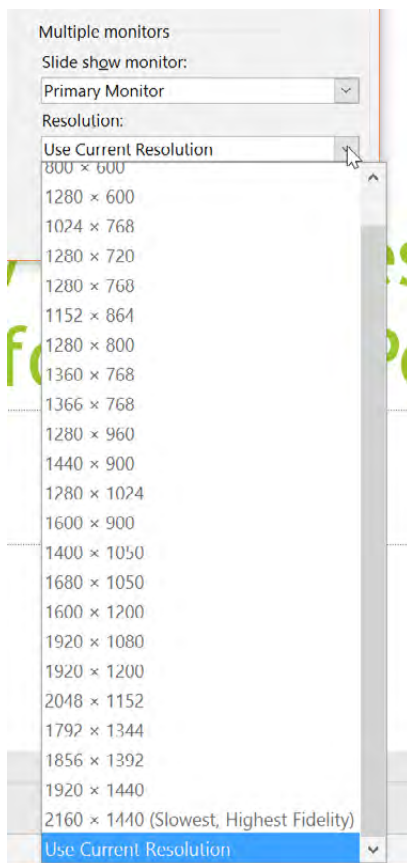 Multiple monitors
Slide show monitor:
Primary Monitor
Resolution:
Use Current Resolution
800 × 600
1280 × 600
1024 × 768
1280 × 720
1280 × 768
1152 × 864
1280 × 800
1360 × 768
1366 × 768
1280 × 960
1440 × 900
1280 × 1024
1600 × 900
1400 × 1050
1680 × 1050
1600 × 1200
1920 × 1080
1920 × 1200
2048 × 1152
1792 × 1344
1856 × 1392
1920 × 1440
2160 × 1440 (Slowest, Highest Fidelity)
Use Current Resolution